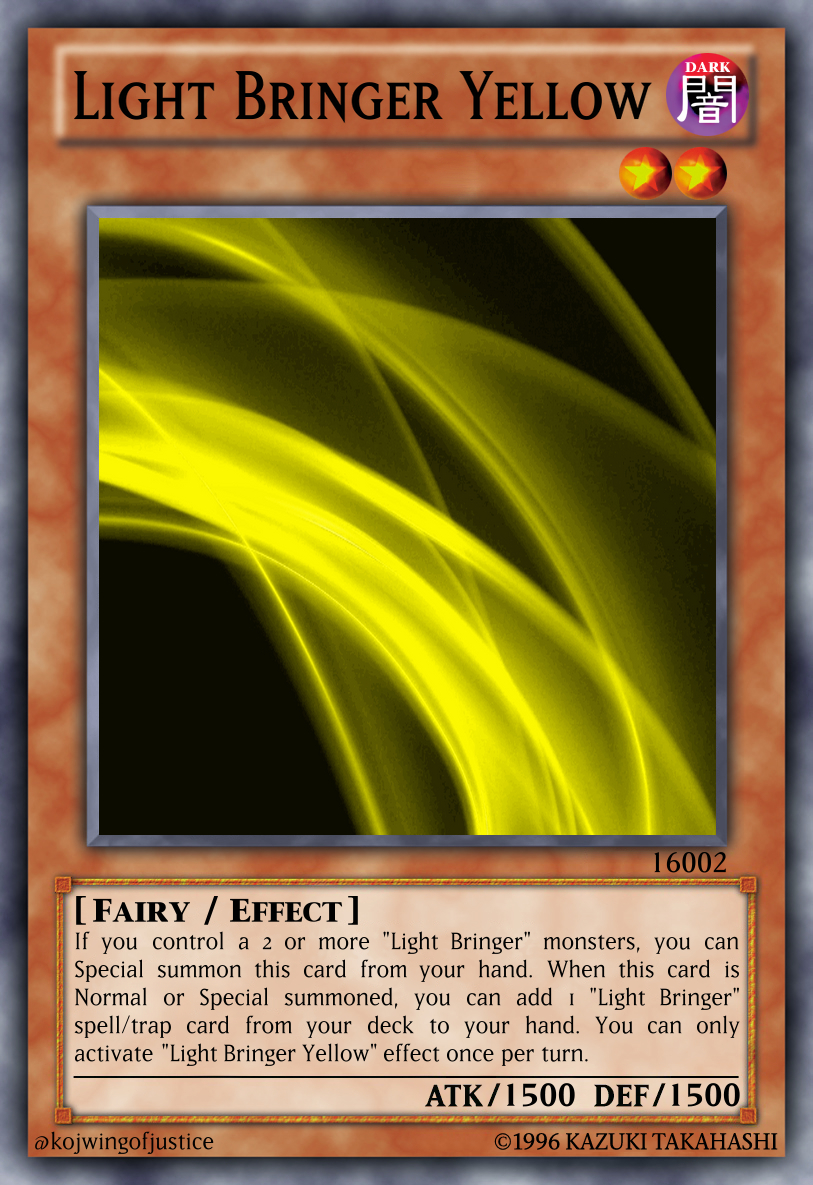 LIGHT BRINGER YELLOW
DARK
闇
16002
[ FAIRY / EFFECT ]
If you control a 2 or more "Light Bringer" monsters, you can
Special summon this card from your hand. When this card is
Normal or Special summoned, you can add 1 "Light Bringer"
spell/trap card from your deck to your hand. You can only
activate "Light Bringer Yellow" effect once per turn.
ATK/1500 DEF/1500
@kojwingofjustice
©1996 KAZUKI TAKAHASHI